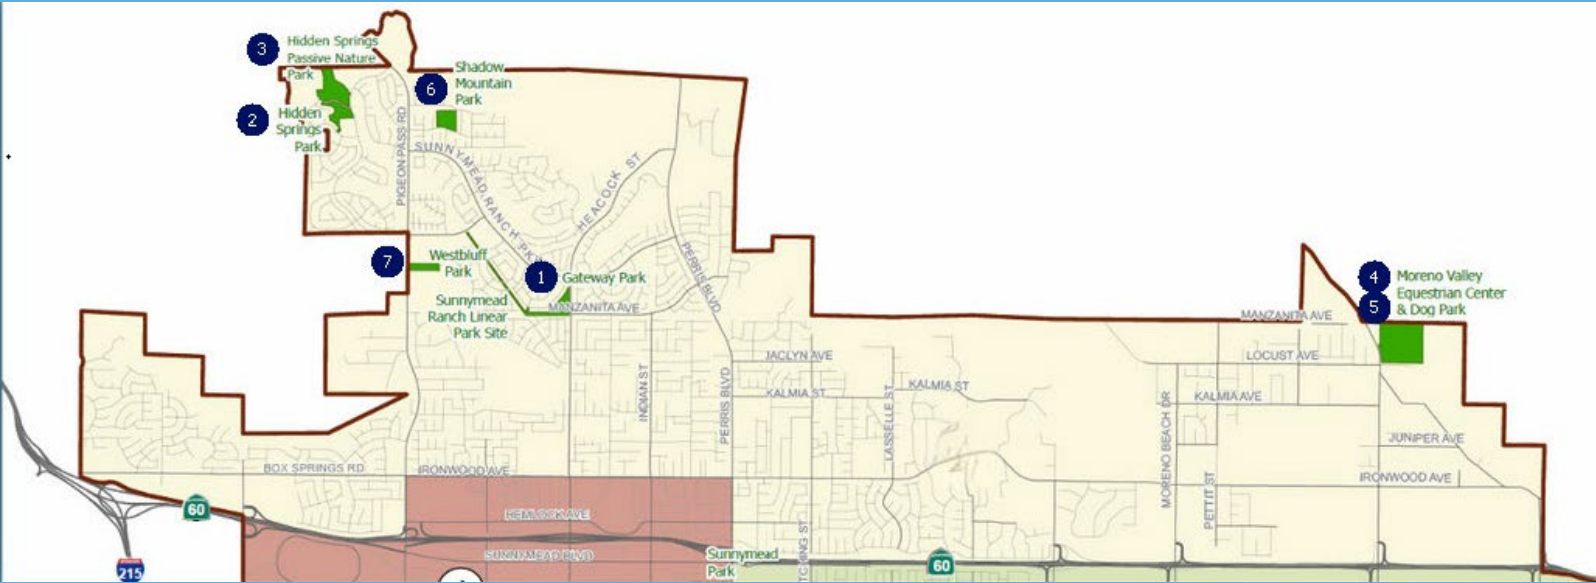 3
Hidden Springs
Passive Nature
Park
2
Hidden
Springs
Park
6
Shadow
Mountain
Park
PIGEON PASS RD
SUNNYMEAD RANCH PK
HEACOCK ST
PERRIS BLVD
7
Westbluff
Park
1
Gateway Park
MANZANITA AVE
Sunnymead
Ranch Linear
Park Site
4
5
Moreno Valley
Equestrian Center
& Dog Park
MANZANITA AVE
LOCUST AVE
JACLYN AVE
KALMIA ST
KALMIA ST
KALMIA AVE
INDIAN ST
PERRIS BLVD
LASSELLE ST
MORENO BEACH DR
PETTIT ST
JUNIPER AVE
IRONWOOD AVE
BOX SPRINGS RD
IRONWOOD AVE
60
HEMLOCK AVE
SUNNYMEAD BLVD
Sunnymead
Park
60
215